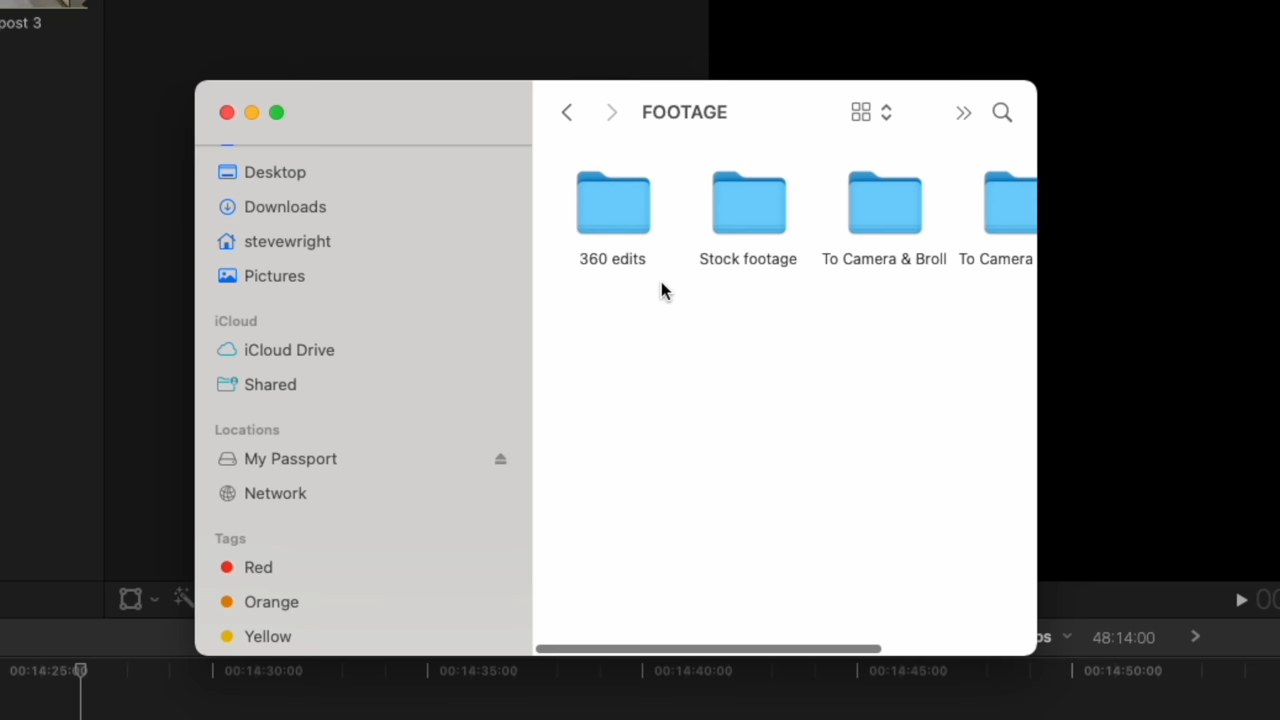 post 3
FOOTAGE
Desktop
Downloads
stevewright
Pictures
iCloud
iCloud Drive
Shared
Locations
My Passport
Network
Tags
Red
Orange
Yellow
360 edits
Stock footage
To Camera & Broll
To Camera
48:14:00
00:14:25:00
00:14:30:00
00:14:35:00
00:14:40:00
00:14:45:00
00:14:50:00